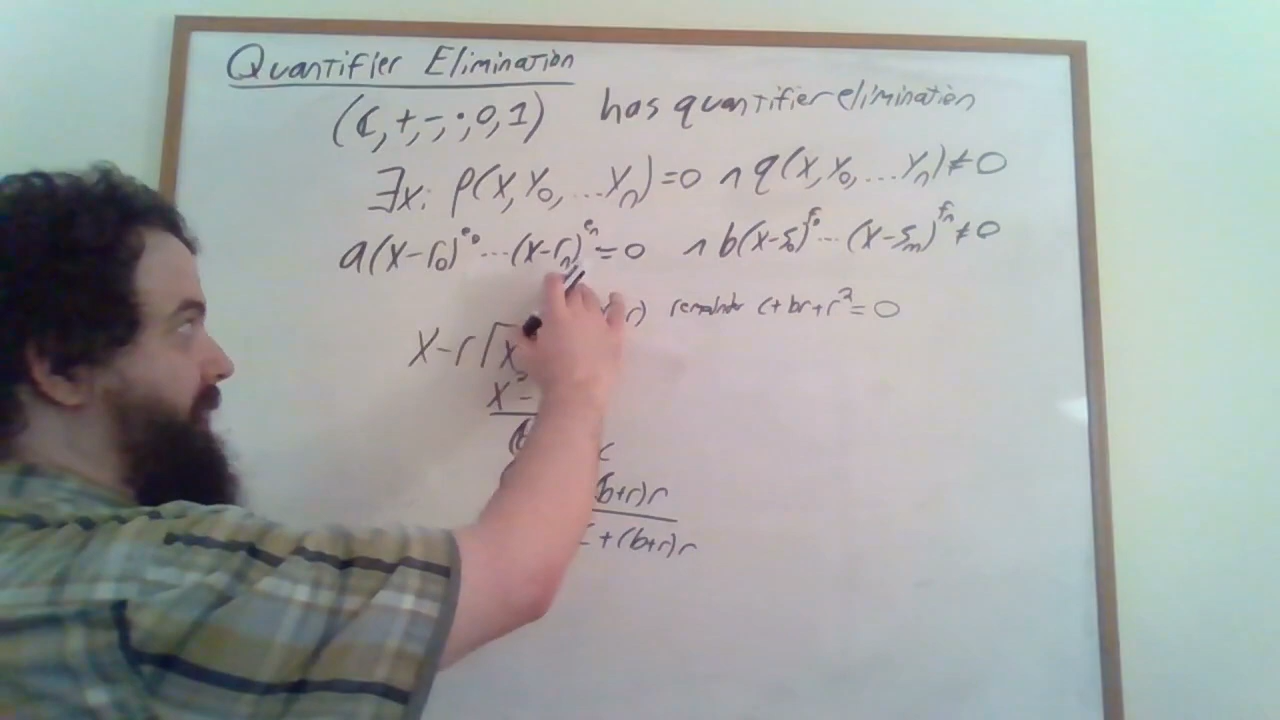 Quantifier Elimination
(ℂ, +, -, ·, 0, 1) has quantifier elimination
∃x: p(x, y₀, ... yₙ) = 0 ∧ q(x, y₀, ... yₙ) ≠ 0
a(x-r₀)^e₀ ... (x-rₙ)^eₙ = 0 ∧ b(x-s₀)^f₀ ... (x-sₘ)^fₙ ≠ 0
r) remainder c+br+r² = 0
x-r √x
x² -
c
(b+r)r
c + (b+r)r